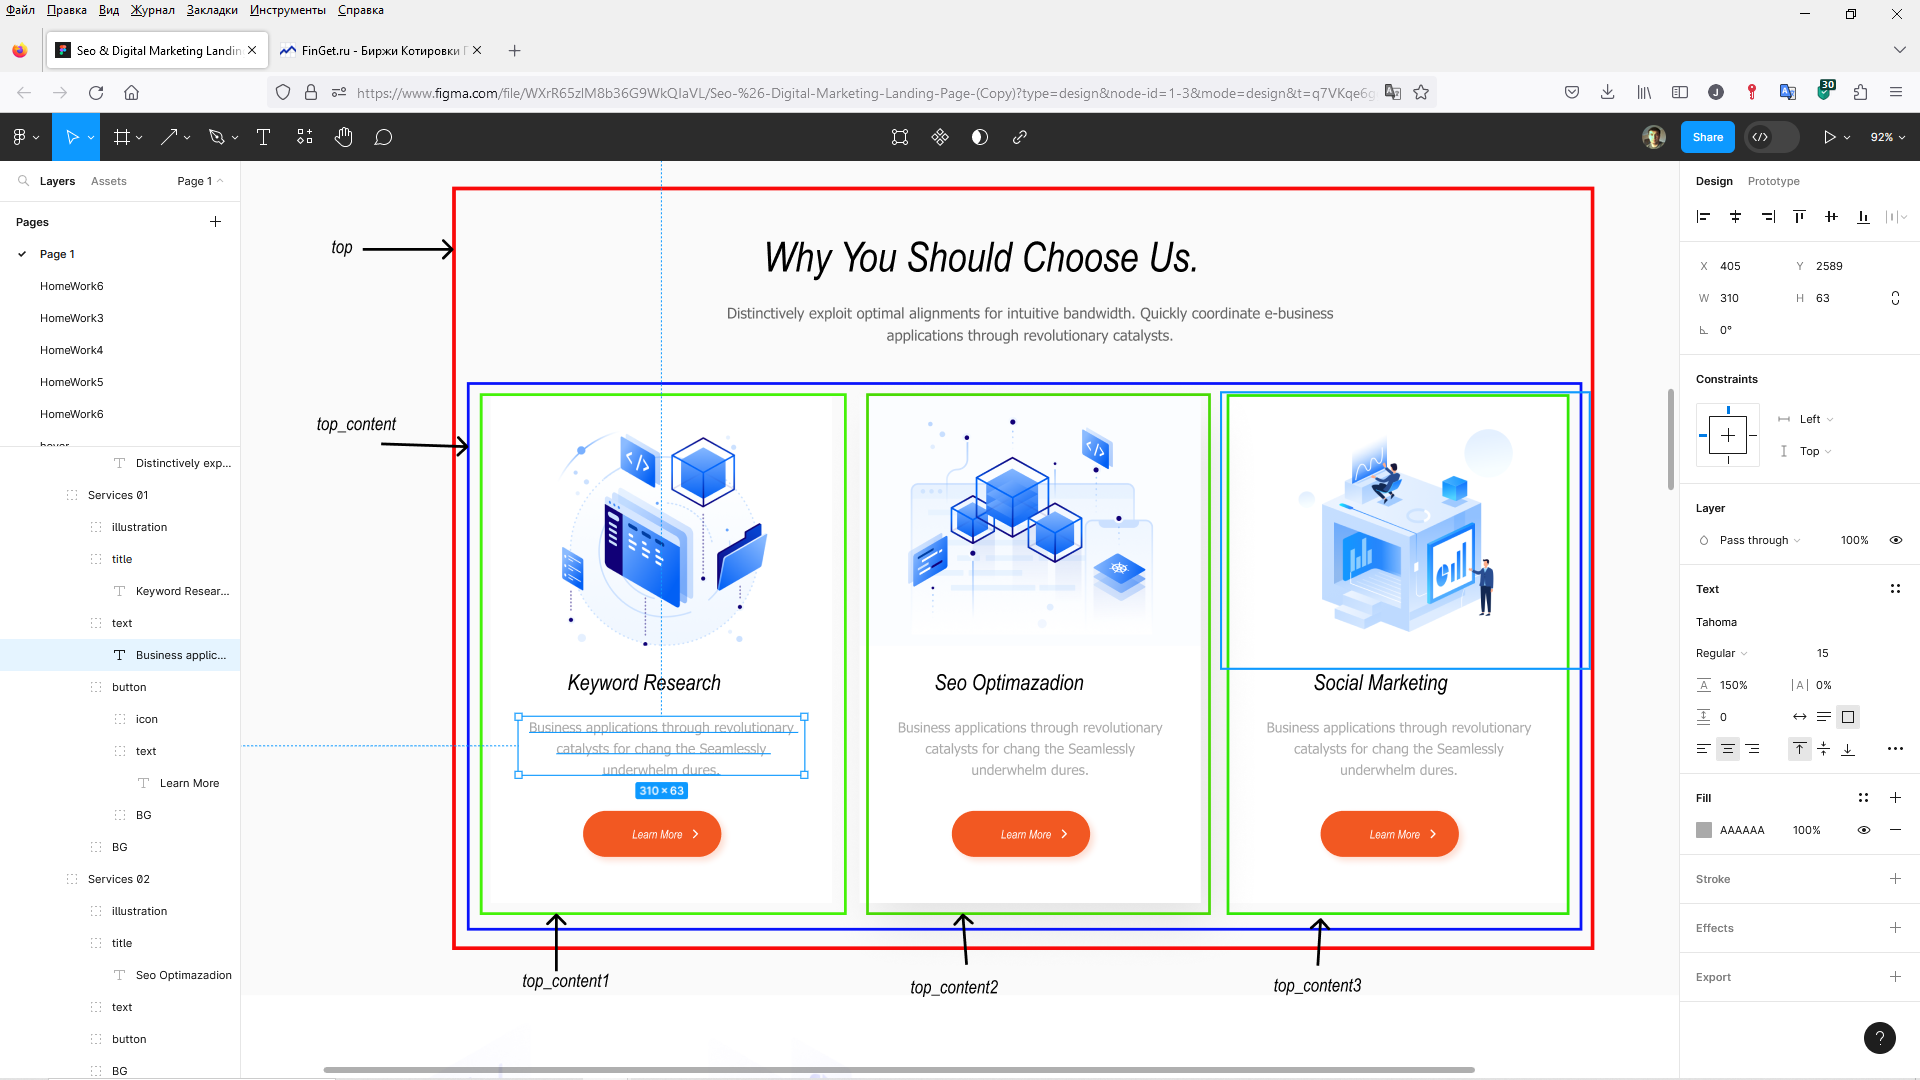 Файл Правка Вид Журнал Закладки Инструменты Справка
Seo & Digital Marketing Landin
FinGet.ru - Биржи Котировки
https://www.figma.com/file/WXrR65zlM8b36G9WkQIaVL/Seo-%26-Digital-Marketing-Landing-Page-(Copy)?type=design&node-id=1-3&mode=design&t=q7VKqe6g
30
J
Share
92%
Layers
Assets
Page 1
Pages
Page 1
HomeWork6
HomeWork3
HomeWork4
HomeWork5
HomeWork6
hover
Distinctively exp...
Services 01
illustration
title
Keyword Resear...
text
Business applic...
button
icon
text
Learn More
BG
BG
Services 02
illustration
title
Seo Optimazadion
text
button
BG
top
Why You Should Choose Us.
Distinctively exploit optimal alignments for intuitive bandwidth. Quickly coordinate e-business
applications through revolutionary catalysts.
top_content
Keyword Research
Business applications through revolutionary
catalysts for chang the Seamlessly
underwhelm dures.
310 × 63
Learn More
Seo Optimazadion
Business applications through revolutionary
catalysts for chang the Seamlessly
underwhelm dures.
Learn More
Social Marketing
Business applications through revolutionary
catalysts for chang the Seamlessly
underwhelm dures.
Learn More
top_content1
top_content2
top_content3
Design
Prototype
X 405 Y 2589
W 310 H 63
0°
Constraints
Left
Top
Layer
Pass through 100%
Text
Tahoma
Regular 15
150% |A| 0%
0
Fill
AAAAAA 100%
Stroke
Effects
Export
?